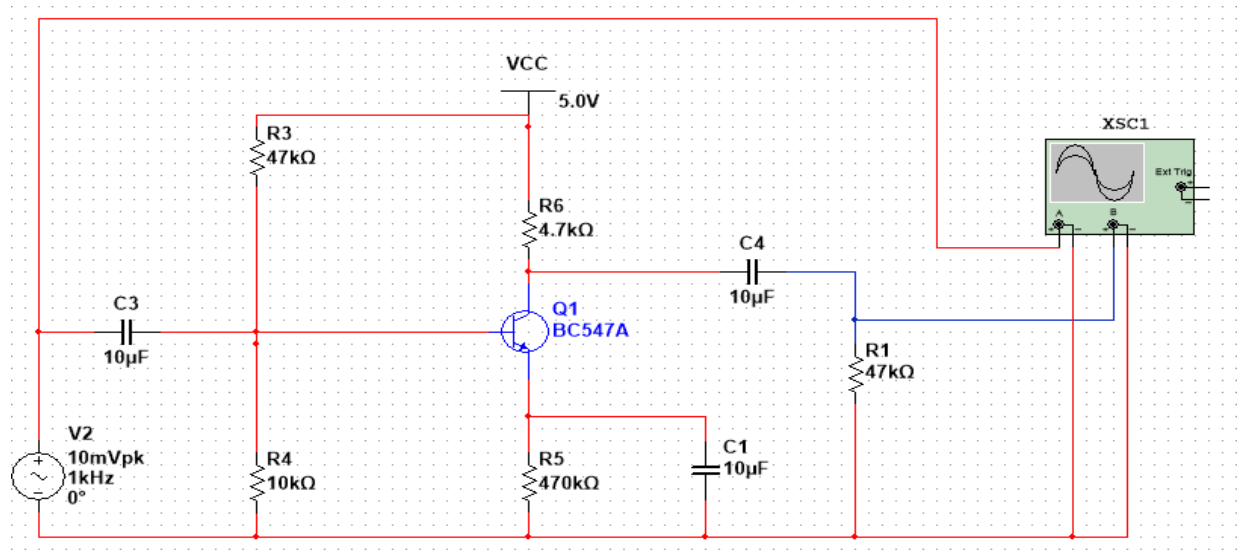 VCC
5.0V
XSC1
Ext Trig
+
−
A
B
+
−
+
−
R3
47kΩ
R6
4.7kΩ
C4
10µF
C3
10µF
Q1
BC547A
R1
47kΩ
V2
10mVpk
1kHz
0°
R4
10kΩ
R5
470kΩ
C1
10µF